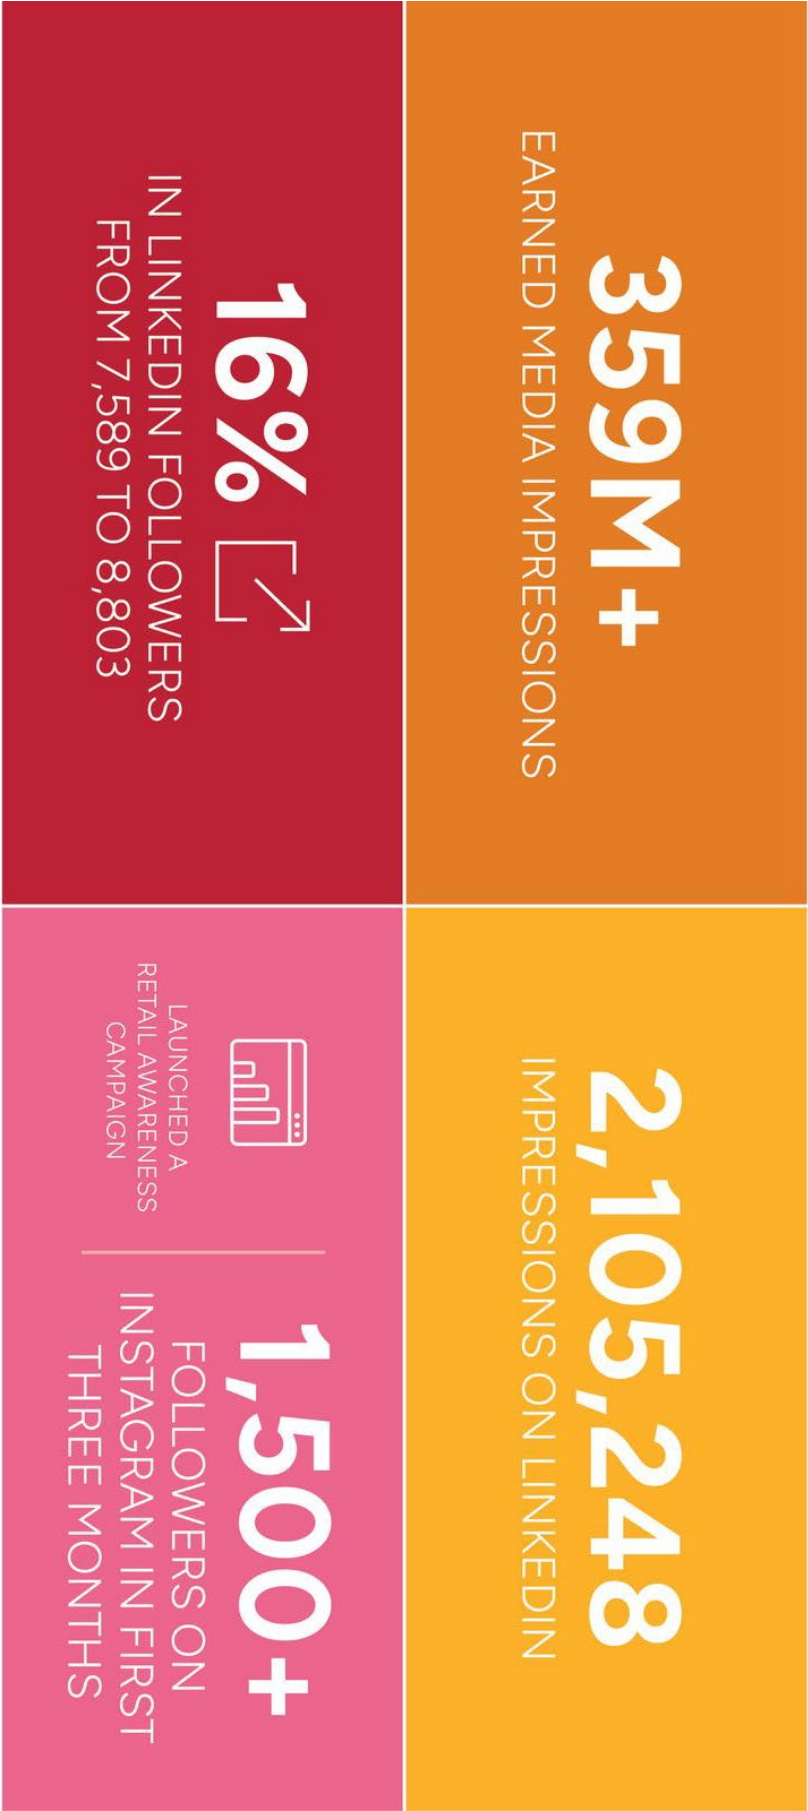 359M+
EARNED MEDIA IMPRESSIONS
2,105,248
IMPRESSIONS ON LINKEDIN
16%
IN LINKEDIN FOLLOWERS
FROM 7,589 TO 8,803
LAUNCHED A
RETAIL AWARENESS
CAMPAIGN
1,500+
FOLLOWERS ON
INSTAGRAM IN FIRST
THREE MONTHS